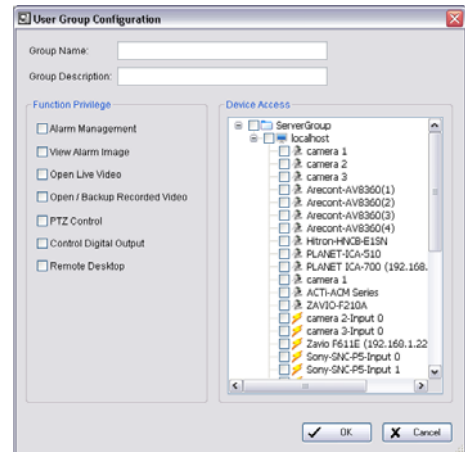 User Group Configuration
Group Name:
Group Description:
Function Privilege
Alarm Management
View Alarm Image
Open Live Video
Open / Backup Recorded Video
PTZ Control
Control Digital Output
Remote Desktop
Device Access
ServerGroup
localhost
camera 1
camera 2
camera 3
Arecont-AV8360(1)
Arecont-AV8360(2)
Arecont-AV8360(3)
Arecont-AV8360(4)
Hitron-HNCB-E1SN
PLANET-ICA-510
PLANET ICA-700 (192.168.
camera 1
ACTi-ACM Series
ZAVIO-F210A
camera 2-Input 0
camera 3-Input 0
Zavio F611E (192.168.1.22
Sony-SNC-P5-Input 0
Sony-SNC-P5-Input 1
OK
Cancel